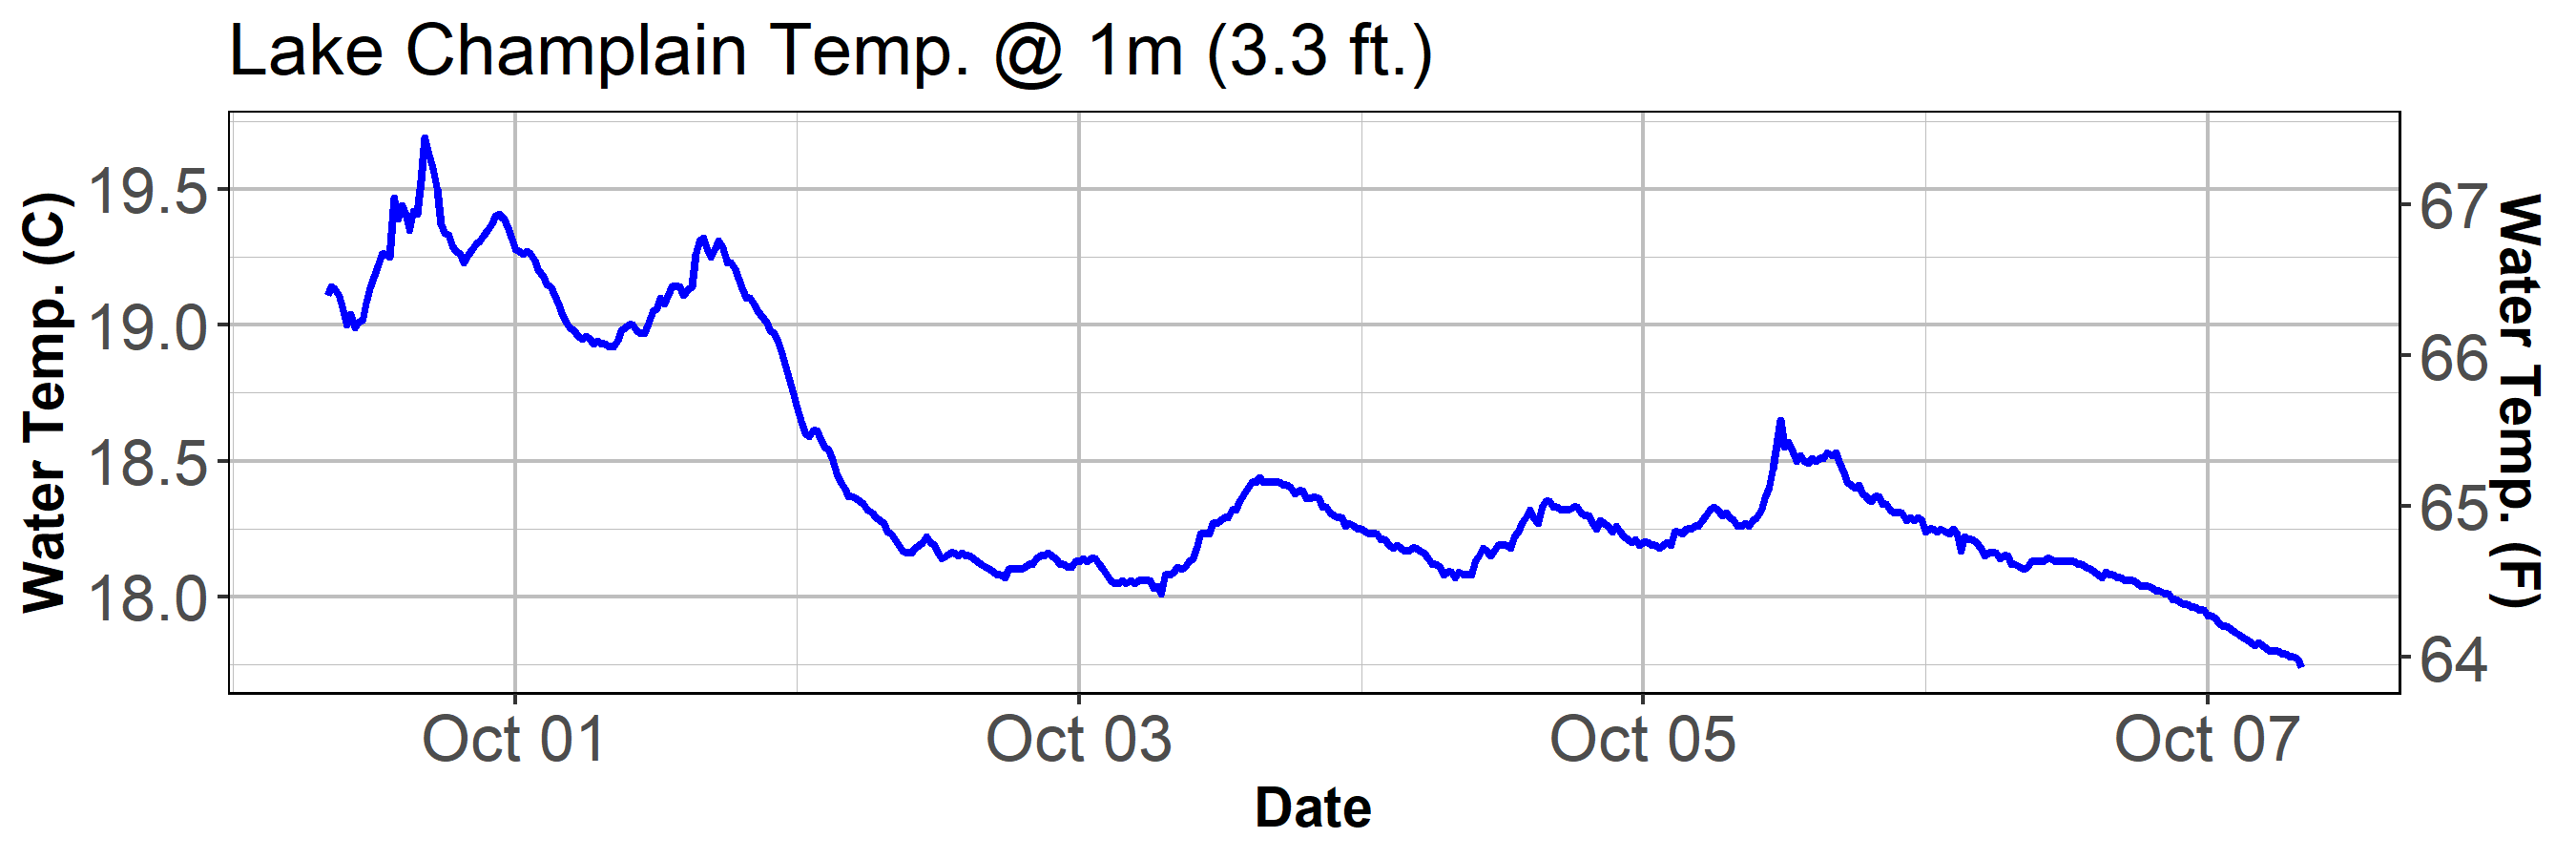 Lake Champlain Temp. @ 1m (3.3 ft.)
Water Temp. (C)
19.5
19.0
18.5
18.0
67
66
65
64
Water Temp. (F)
Oct 01 Oct 03 Oct 05 Oct 07
Date